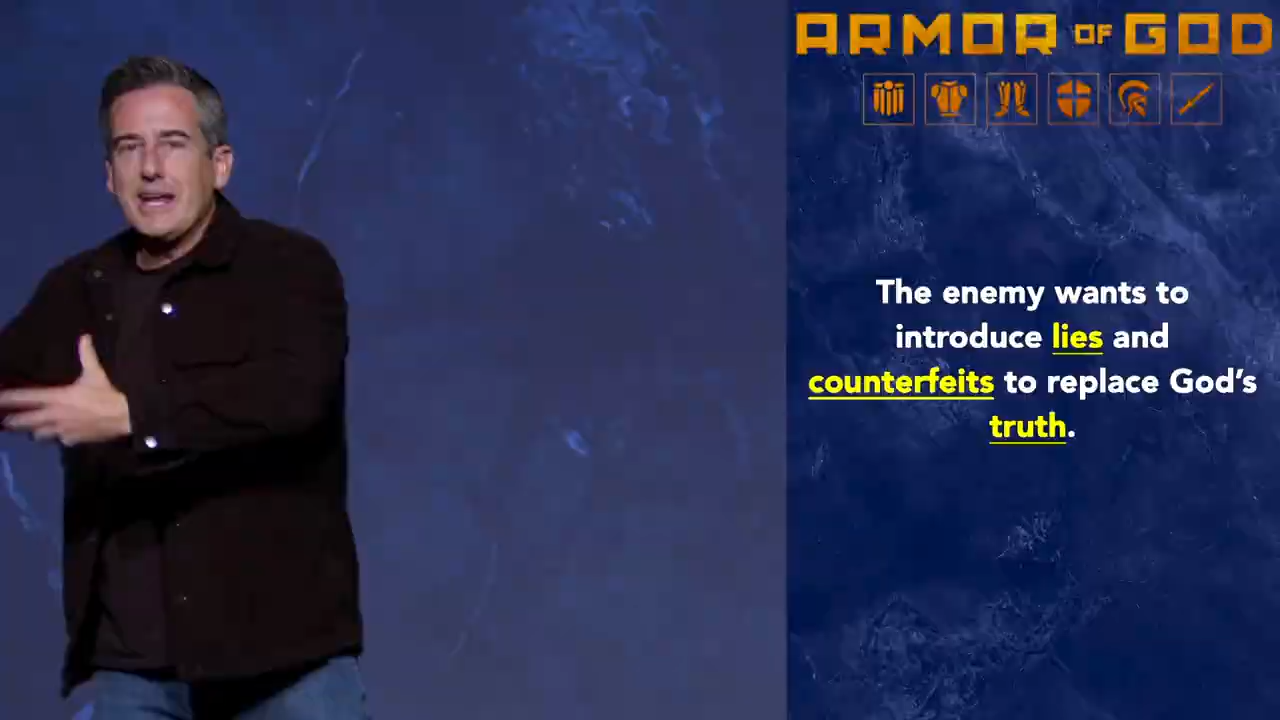 ARMOR OF GOD
The enemy wants to
introduce lies and
counterfeits to replace God’s
truth.